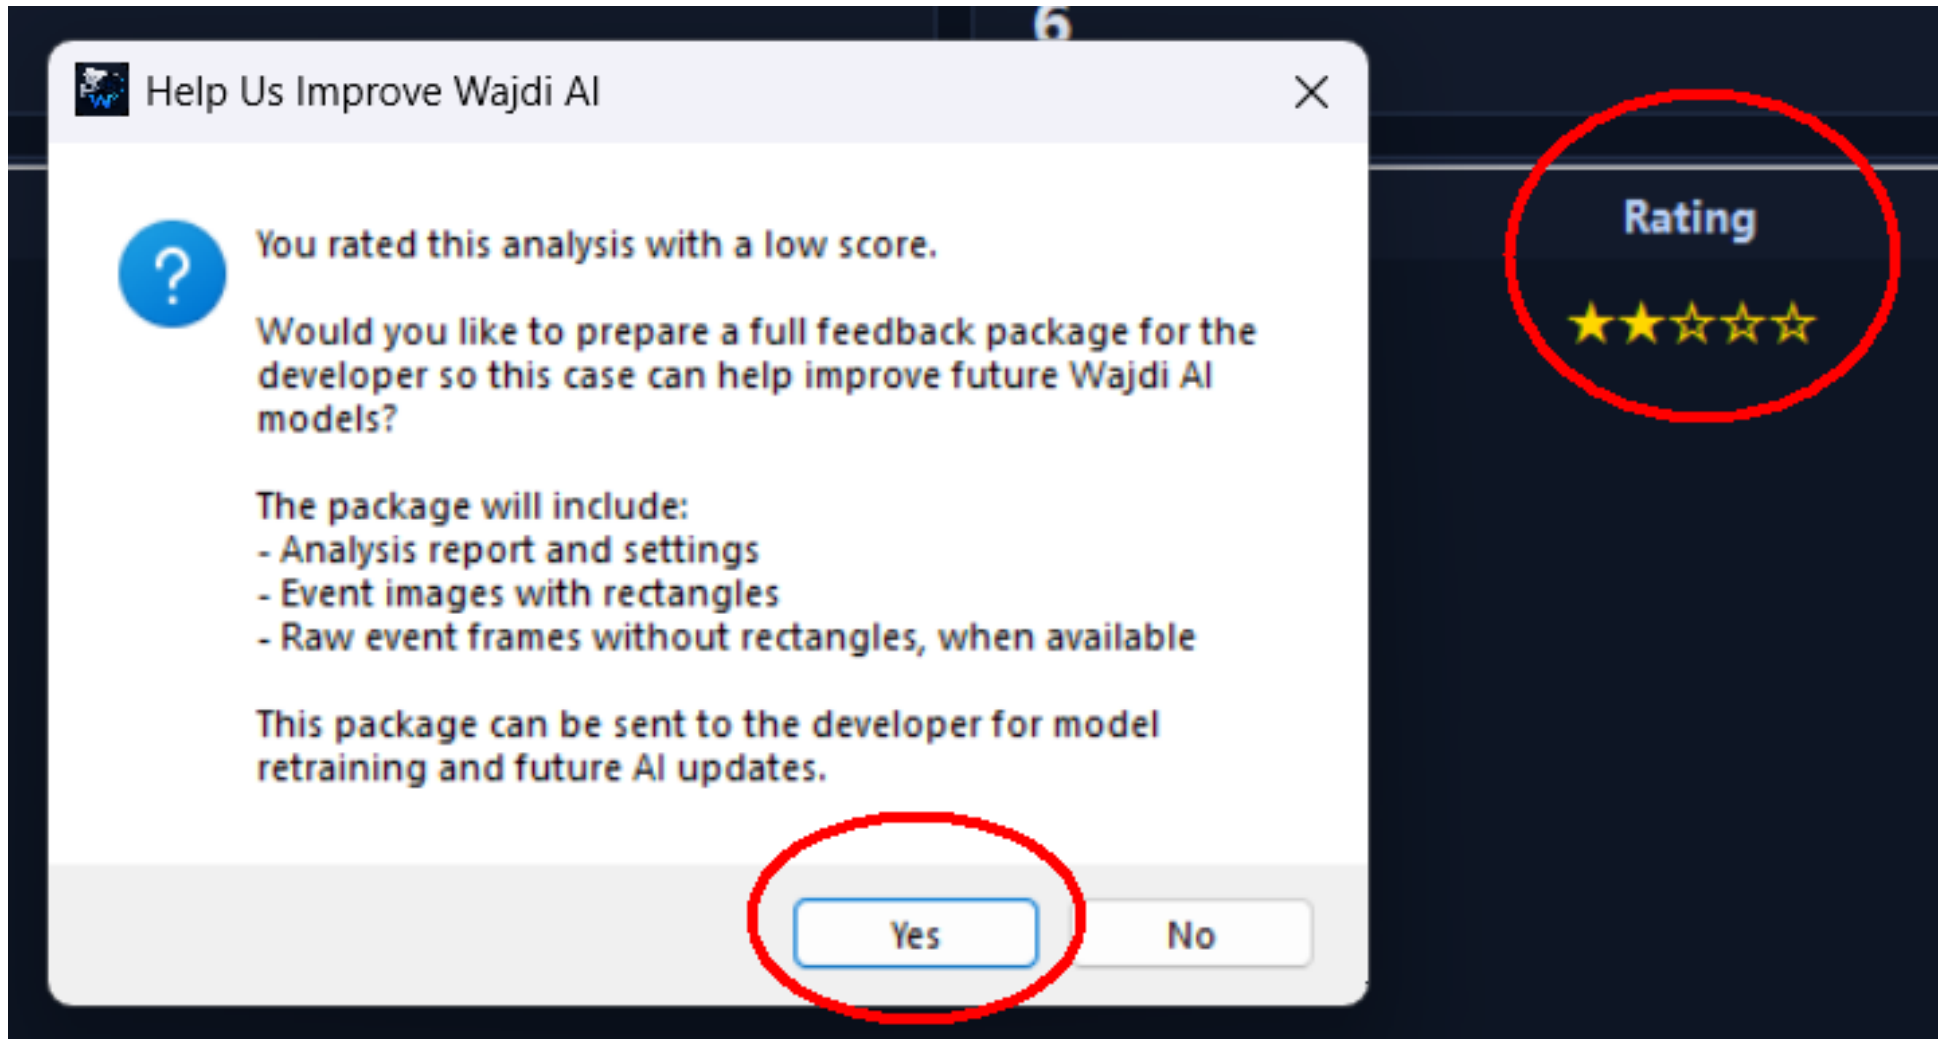 6
Help Us Improve Wajdi AI
Rating
You rated this analysis with a low score.
★★☆☆☆
Would you like to prepare a full feedback package for the
developer so this case can help improve future Wajdi AI
models?
The package will include:
- Analysis report and settings
- Event images with rectangles
- Raw event frames without rectangles, when available
This package can be sent to the developer for model
retraining and future AI updates.
Yes
No